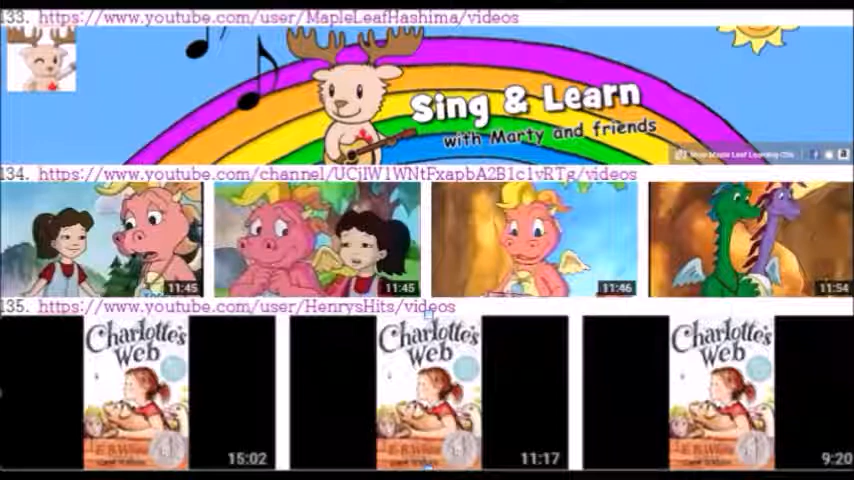 133. https://www.youtube.com/user/MapleLeafHashima/videos
Sing & Learn
with Marty and friends
134. https://www.youtube.com/channel/UCjlW1WNtFxapbA2B1c1vRTg/videos
11:45
11:45
11:46
11:54
135. https://www.youtube.com/user/HenrysHits/videos
Charlotte's Web
Charlotte's Web
Charlotte's Web
15:02
11:17
9:20